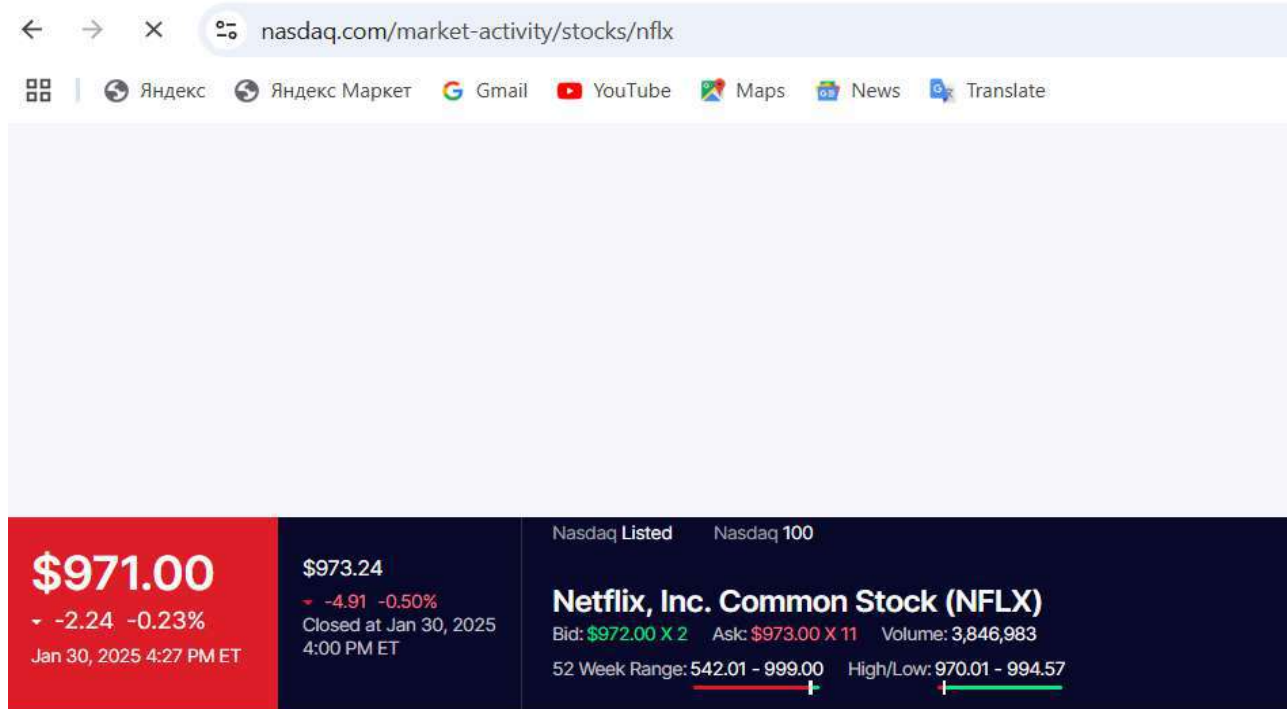 nasdaq.com/market-activity/stocks/nflx
Яндекс Яндекс Маркет Gmail YouTube Maps News Translate
$971.00
-2.24 -0.23%
Jan 30, 2025 4:27 PM ET
$973.24
-4.91 -0.50%
Closed at Jan 30, 2025
4:00 PM ET
Nasdaq Listed Nasdaq 100
Netflix, Inc. Common Stock (NFLX)
Bid: $972.00 X 2 Ask: $973.00 X 11 Volume: 3,846,983
52 Week Range: 542.01 - 999.00 High/Low: 970.01 - 994.57